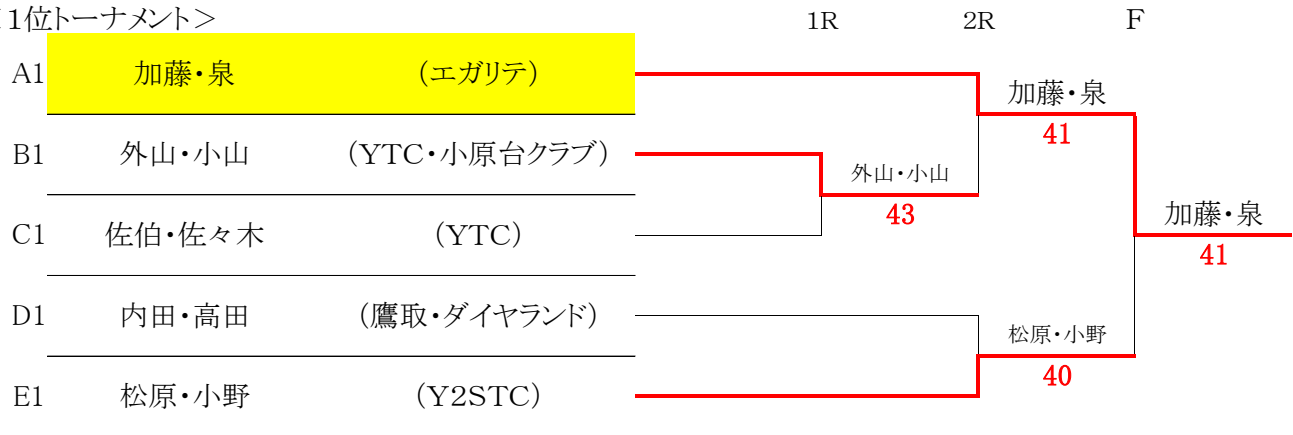 1位トーナメント＞ 1R 2R F
A1 加藤・泉 (エガリテ)
加藤・泉
41
B1 外山・小山 (YTC・小原台クラブ)
外山・小山
43
C1 佐伯・佐々木 (YTC)
加藤・泉
41
D1 内田・高田 (鷹取・ダイヤランド)
松原・小野
40
E1 松原・小野 (Y2STC)